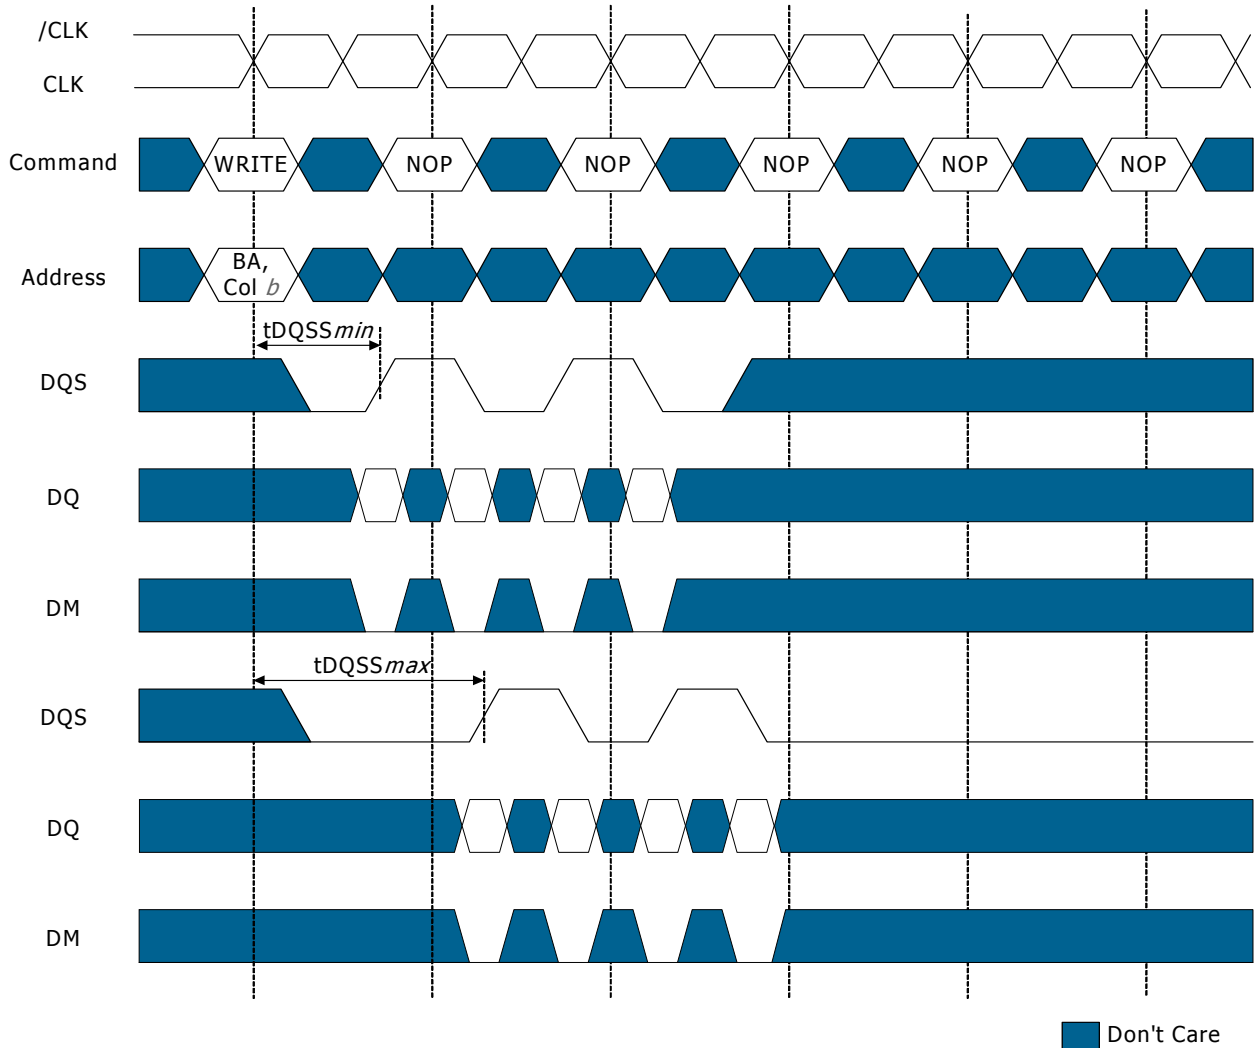 /CLK
CLK
Command
WRITE
NOP
NOP
NOP
NOP
NOP
Address
BA,
Col b
tDQSSmin
DQS
DQ
DM
tDQSSmax
DQS
DQ
DM
Don't Care